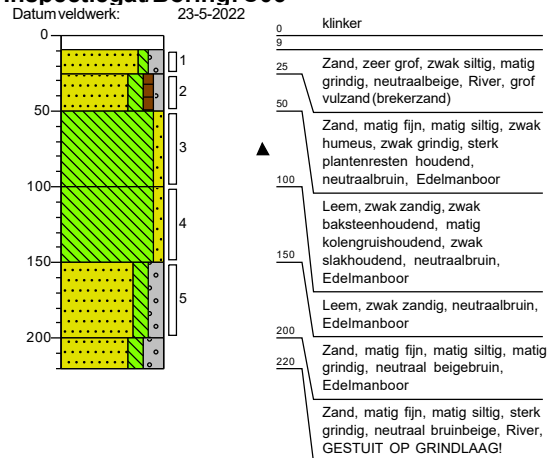 Datum veldwerk: 23-5-2022
0
50
100
150
200
1
2
3
4
5
0
klinker
9
25
Zand, zeer grof, zwak siltig, matig
grindig, neutraalbeige, River, grof
vulzand (brekerzand)
50
Zand, matig fijn, matig siltig, zwak
humeus, zwak grindig, sterk
plantenresten houdend,
neutraalbruin, Edelmanboor
100
Leem, zwak zandig, zwak
baksteenhoudend, matig
kolengruishoudend, zwak
slakhoudend, neutraalbruin,
Edelmanboor
150
Leem, zwak zandig, neutraalbruin,
Edelmanboor
200
Zand, matig fijn, matig siltig, matig
grindig, neutraal beigebruin,
Edelmanboor
220
Zand, matig fijn, matig siltig, sterk
grindig, neutraal bruinbeige, River,
GESTUIT OP GRINDLAAG!